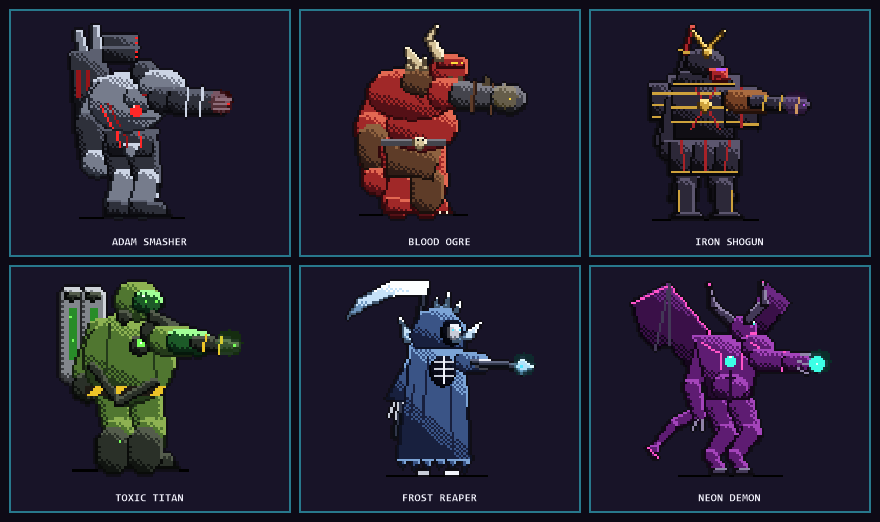 ADAM SMASHER
BLOOD OGRE
IRON SHOGUN
TOXIC TITAN
FROST REAPER
NEON DEMON